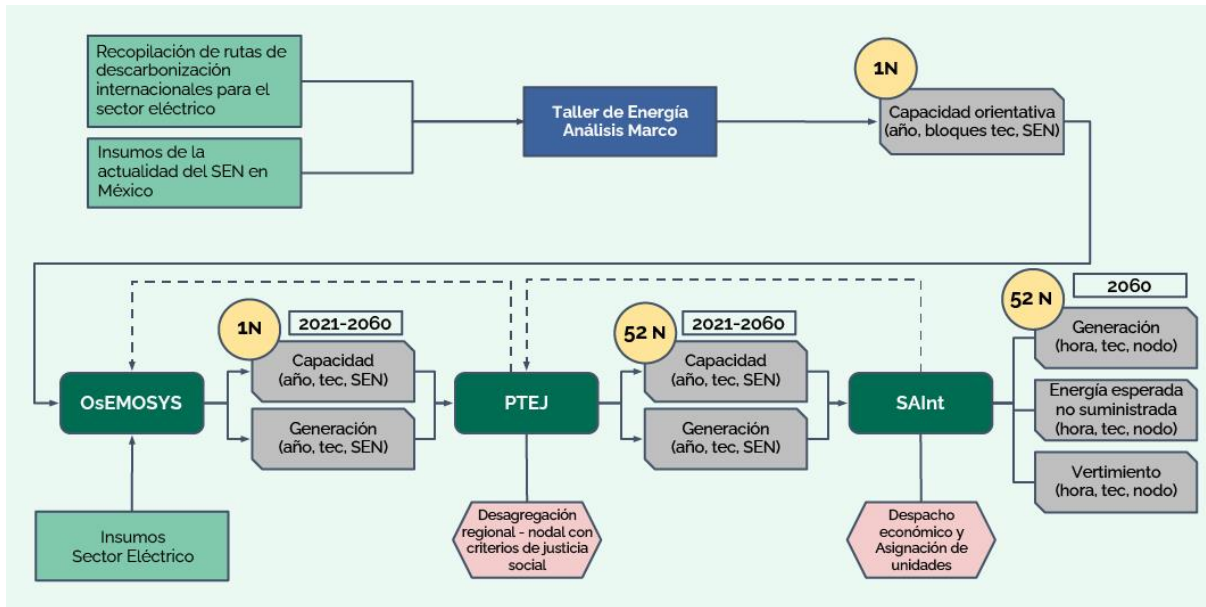 Recopilación de rutas de
descarbonización
internacionales para el
sector eléctrico
Insumos de la
actualidad del SEN en
México
Taller de Energía
Análisis Marco
1N
Capacidad orientativa
(año, bloques tec, SEN)
OsEMOSYS
Insumos
Sector Eléctrico
1N
2021-2060
Capacidad
(año, tec, SEN)
Generación
(año, tec, SEN)
PTEJ
Desagregación
regional - nodal con
criterios de justicia
social
52 N
2021-2060
Capacidad
(año, tec, SEN)
Generación
(año, tec, SEN)
SAInt
Despacho
económico y
Asignación de
unidades
52 N
2060
Generación
(hora, tec, nodo)
Energía esperada
no suministrada
(hora, tec, nodo)
Vertimiento
(hora, tec, nodo)